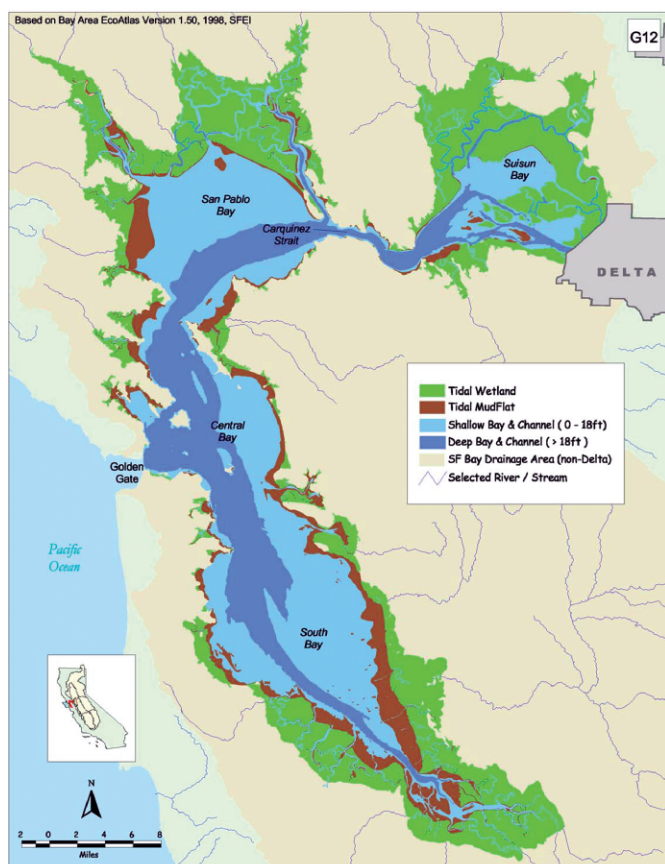 Based on Bay Area EcoAtlas Version 1.50, 1998, SFEI
G12
Suisun
Bay
San Pablo
Bay
Carquinez
Strait
DELTA
Tidal Wetland
Tidal MudFlat
Shallow Bay & Channel ( 0 - 18ft)
Deep Bay & Channel ( > 18ft )
SF Bay Drainage Area (non-Delta)
Selected River / Stream
Central
Bay
Golden
Gate
Pacific
Ocean
South
Bay
N
2 0 2 4 6 8
Miles